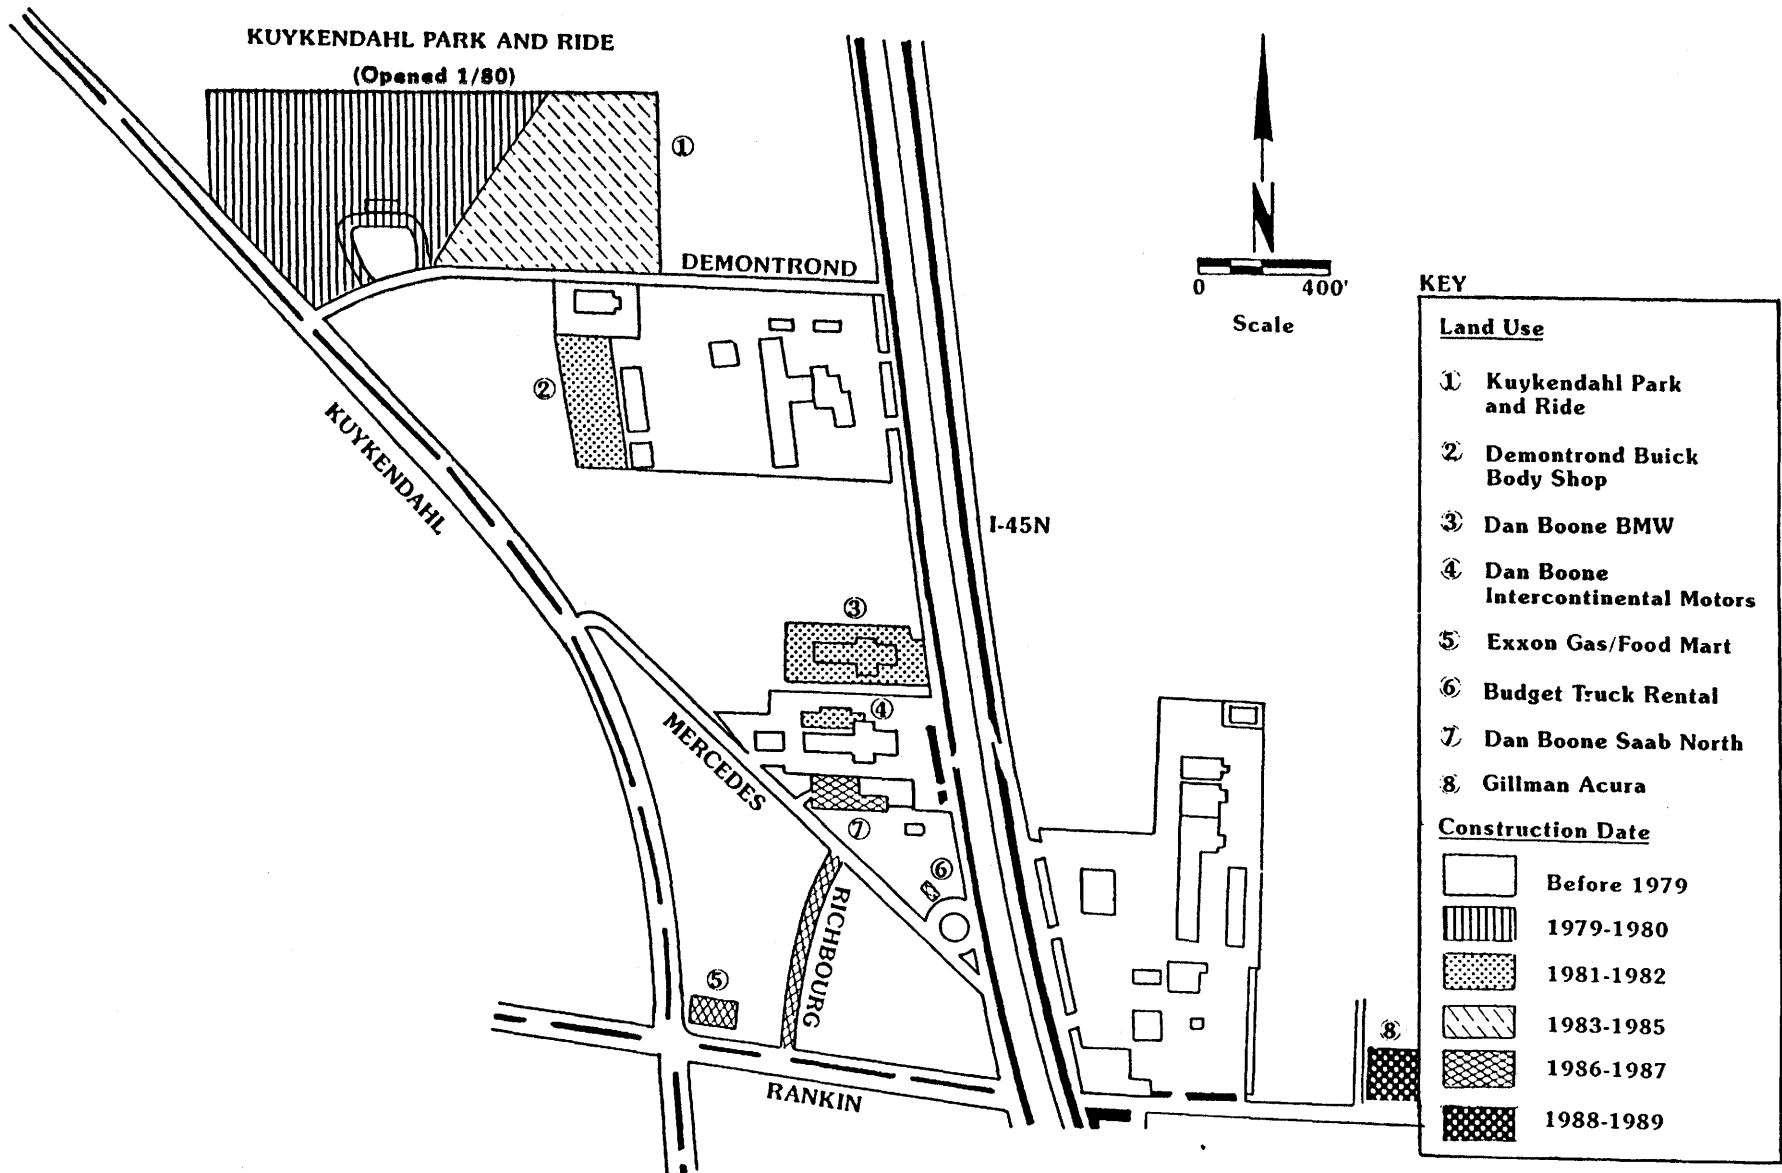 KUYKENDAHL PARK AND RIDE
(Opened 1/80)
①
DEMONTROND
②
KUYKENDAHL
I-45N
③
④
MERCEDES
⑦
⑥
RICHBOURG
⑤
RANKIN
⑧
N
0 400'
Scale
KEY
Land Use
① Kuykendahl Park
and Ride
② Demontrond Buick
Body Shop
③ Dan Boone BMW
④ Dan Boone
Intercontinental Motors
⑤ Exxon Gas/Food Mart
⑥ Budget Truck Rental
⑦ Dan Boone Saab North
⑧ Gillman Acura
Construction Date
Before 1979
1979-1980
1981-1982
1983-1985
1986-1987
1988-1989